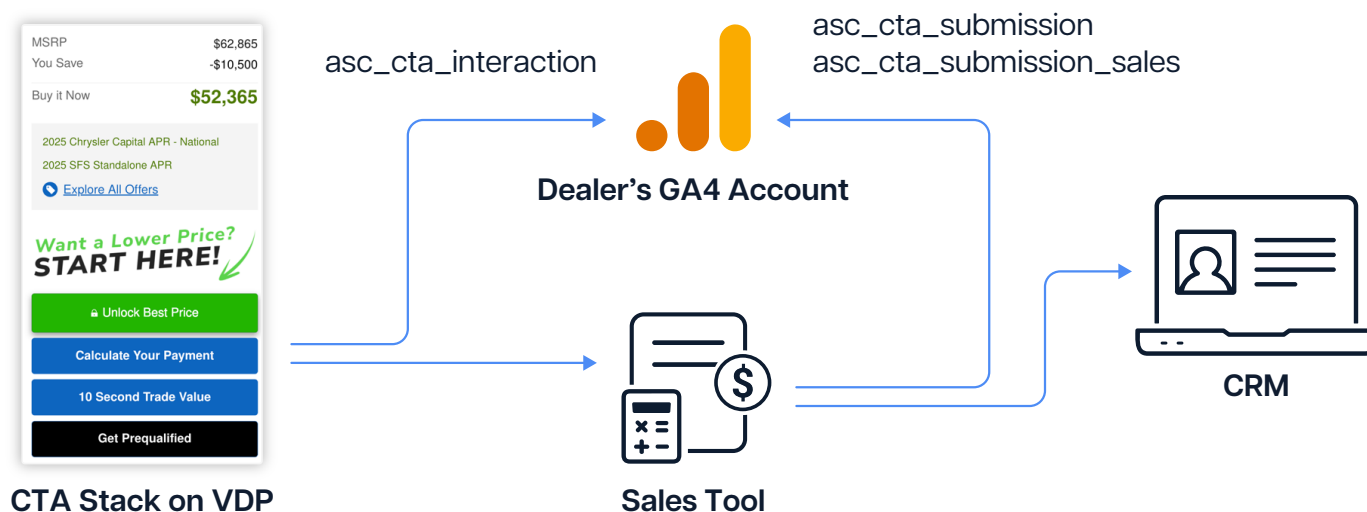 MSRP $62,865
You Save -$10,500
Buy it Now $52,365
2025 Chrysler Capital APR - National
2025 SFS Standalone APR
Explore All Offers
Want a Lower Price?
START HERE!
Unlock Best Price
Calculate Your Payment
10 Second Trade Value
Get Prequalified
CTA Stack on VDP
asc_cta_interaction
asc_cta_submission
asc_cta_submission_sales
Dealer’s GA4 Account
$
Sales Tool
CRM